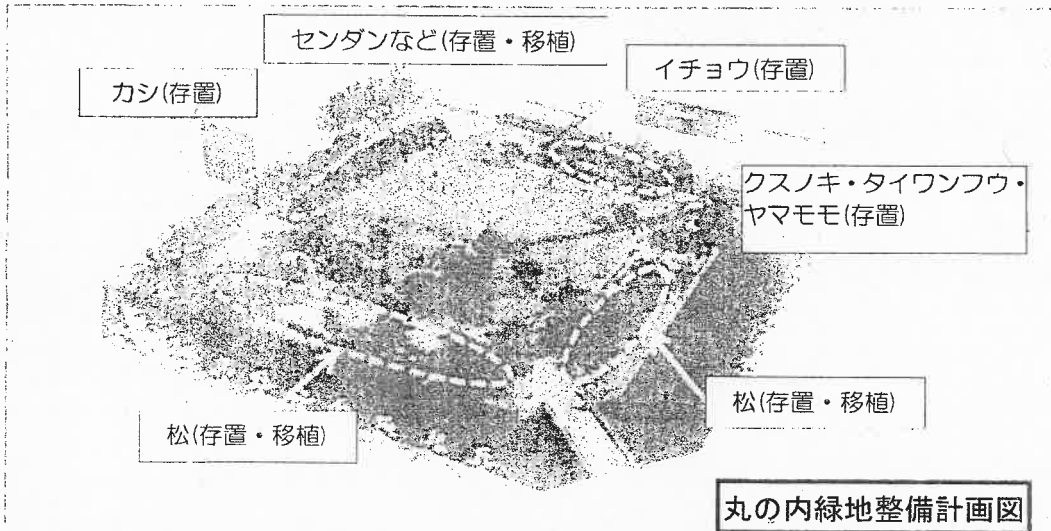 センダンなど(存置・移植)
イチョウ(存置)
カシ(存置)
クスノキ・タイワンフウ・
ヤマモモ(存置)
松(存置・移植)
松(存置・移植)
丸の内緑地整備計画図